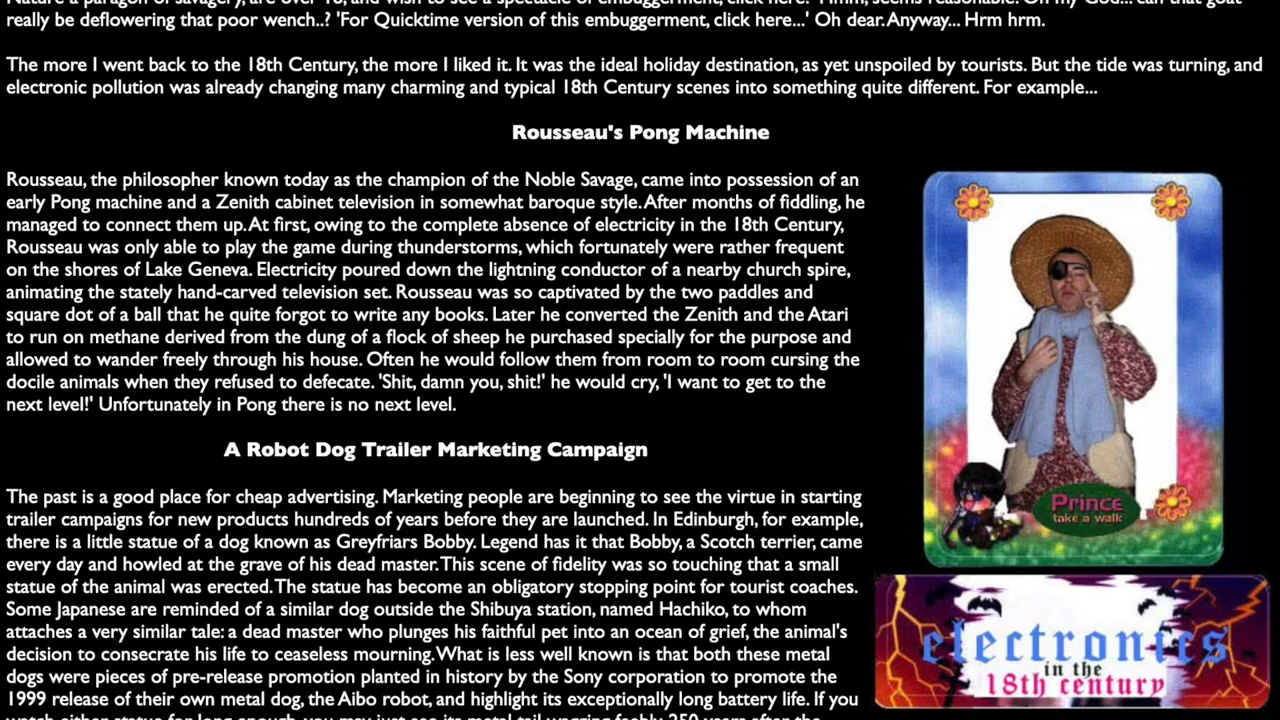 really be deflowering that poor wench..? 'For Quicktime version of this embuggerment, click here...' Oh dear. Anyway... Hrm hrm.
The more I went back to the 18th Century, the more I liked it. It was the ideal holiday destination, as yet unspoiled by tourists. But the tide was turning, and
electronic pollution was already changing many charming and typical 18th Century scenes into something quite different. For example...
Rousseau's Pong Machine
Rousseau, the philosopher known today as the champion of the Noble Savage, came into possession of an
early Pong machine and a Zenith cabinet television in somewhat baroque style. After months of fiddling, he
managed to connect them up. At first, owing to the complete absence of electricity in the 18th Century,
Rousseau was only able to play the game during thunderstorms, which fortunately were rather frequent
on the shores of Lake Geneva. Electricity poured down the lightning conductor of a nearby church spire,
animating the stately hand-carved television set. Rousseau was so captivated by the two paddles and
square dot of a ball that he quite forgot to write any books. Later he converted the Zenith and the Atari
to run on methane derived from the dung of a flock of sheep he purchased specially for the purpose and
allowed to wander freely through his house. Often he would follow them from room to room cursing the
docile animals when they refused to defecate. 'Shit, damn you, shit!' he would cry, 'I want to get to the
next level!' Unfortunately in Pong there is no next level.
A Robot Dog Trailer Marketing Campaign
The past is a good place for cheap advertising. Marketing people are beginning to see the virtue in starting
trailer campaigns for new products hundreds of years before they are launched. In Edinburgh, for example,
there is a little statue of a dog known as Greyfriars Bobby. Legend has it that Bobby, a Scotch terrier, came
every day and howled at the grave of his dead master. This scene of fidelity was so touching that a small
statue of the animal was erected. The statue has become an obligatory stopping point for tourist coaches.
Some Japanese are reminded of a similar dog outside the Shibuya station, named Hachiko, to whom
attaches a very similar tale: a dead master who plunges his faithful pet into an ocean of grief, the animal's
decision to consecrate his life to ceaseless mourning. What is less well known is that both these metal
dogs were pieces of pre-release promotion planted in history by the Sony corporation to promote the
1999 release of their own metal dog, the Aibo robot, and highlight its exceptionally long battery life. If you
Prince
take a walk
electronics
in the
18th century